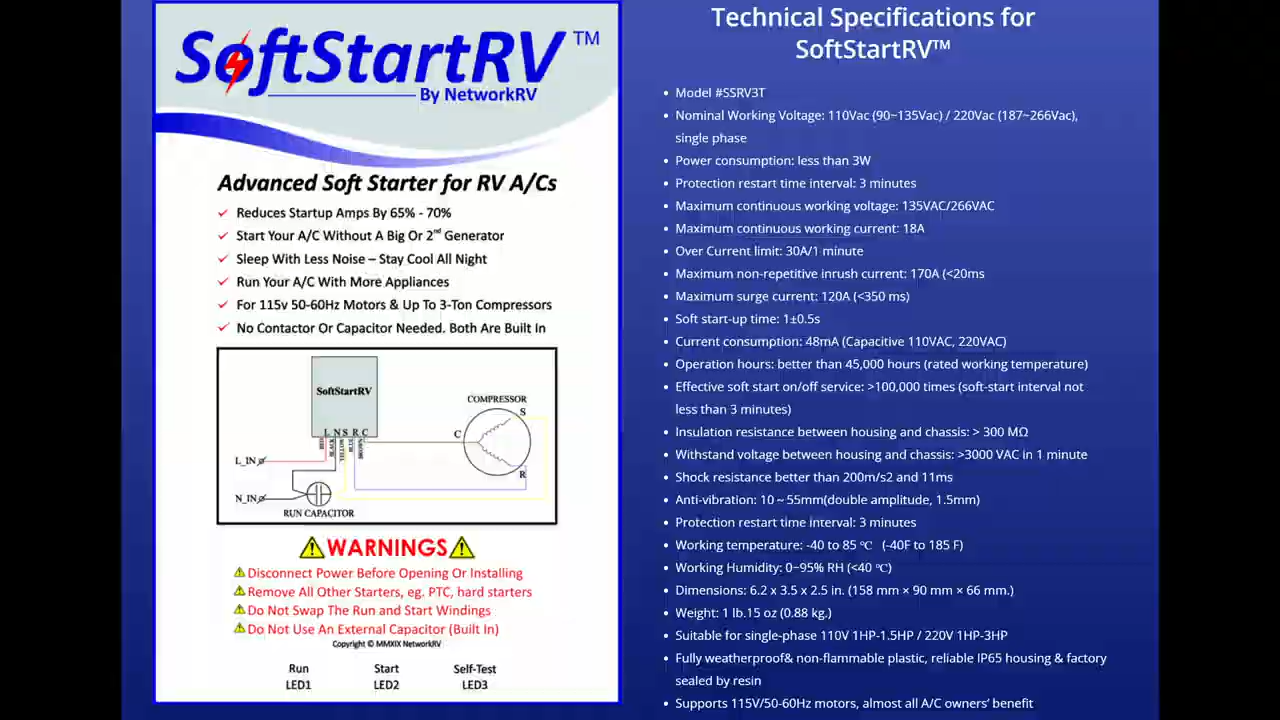 SoftStartRV™
By NetworkRV
Advanced Soft Starter for RV A/Cs
Reduces Startup Amps By 65% - 70%
Start Your A/C Without A Big Or 2nd Generator
Sleep With Less Noise – Stay Cool All Night
Run Your A/C With More Appliances
For 115v 50-60Hz Motors & Up To 3-Ton Compressors
No Contactor Or Capacitor Needed. Both Are Built In
SoftStartRV
COMPRESSOR
S
L N S R C
C
RED
BLACK
YELLOW
BLUE
BROWN
L_IN
R
N_IN
RUN CAPACITOR
WARNINGS
Disconnect Power Before Opening Or Installing
Remove All Other Starters, eg. PTC, hard starters
Do Not Swap The Run and Start Windings
Do Not Use An External Capacitor (Built In)
Copyright © MMXIX NetworkRV
Run Start Self-Test
LED1 LED2 LED3
Technical Specifications for
SoftStartRV™
• Model #SSRV3T
• Nominal Working Voltage: 110Vac (90~135Vac) / 220Vac (187~266Vac),
single phase
• Power consumption: less than 3W
• Protection restart time interval: 3 minutes
• Maximum continuous working voltage: 135VAC/266VAC
• Maximum continuous working current: 18A
• Over Current limit: 30A/1 minute
• Maximum non-repetitive inrush current: 170A (<20ms
• Maximum surge current: 120A (<350 ms)
• Soft start-up time: 1±0.5s
• Current consumption: 48mA (Capacitive 110VAC, 220VAC)
• Operation hours: better than 45,000 hours (rated working temperature)
• Effective soft start on/off service: >100,000 times (soft-start interval not
less than 3 minutes)
• Insulation resistance between housing and chassis: > 300 MΩ
• Withstand voltage between housing and chassis: >3000 VAC in 1 minute
• Shock resistance better than 200m/s2 and 11ms
• Anti-vibration: 10 ~ 55mm(double amplitude, 1.5mm)
• Protection restart time interval: 3 minutes
• Working temperature: -40 to 85 ℃ (-40F to 185 F)
• Working Humidity: 0~95% RH (<40 ℃)
• Dimensions: 6.2 x 3.5 x 2.5 in. (158 mm × 90 mm × 66 mm.)
• Weight: 1 lb.15 oz (0.88 kg.)
• Suitable for single-phase 110V 1HP-1.5HP / 220V 1HP-3HP
• Fully weatherproof& non-flammable plastic, reliable IP65 housing & factory
sealed by resin
• Supports 115V/50-60Hz motors, almost all A/C owners’ benefit